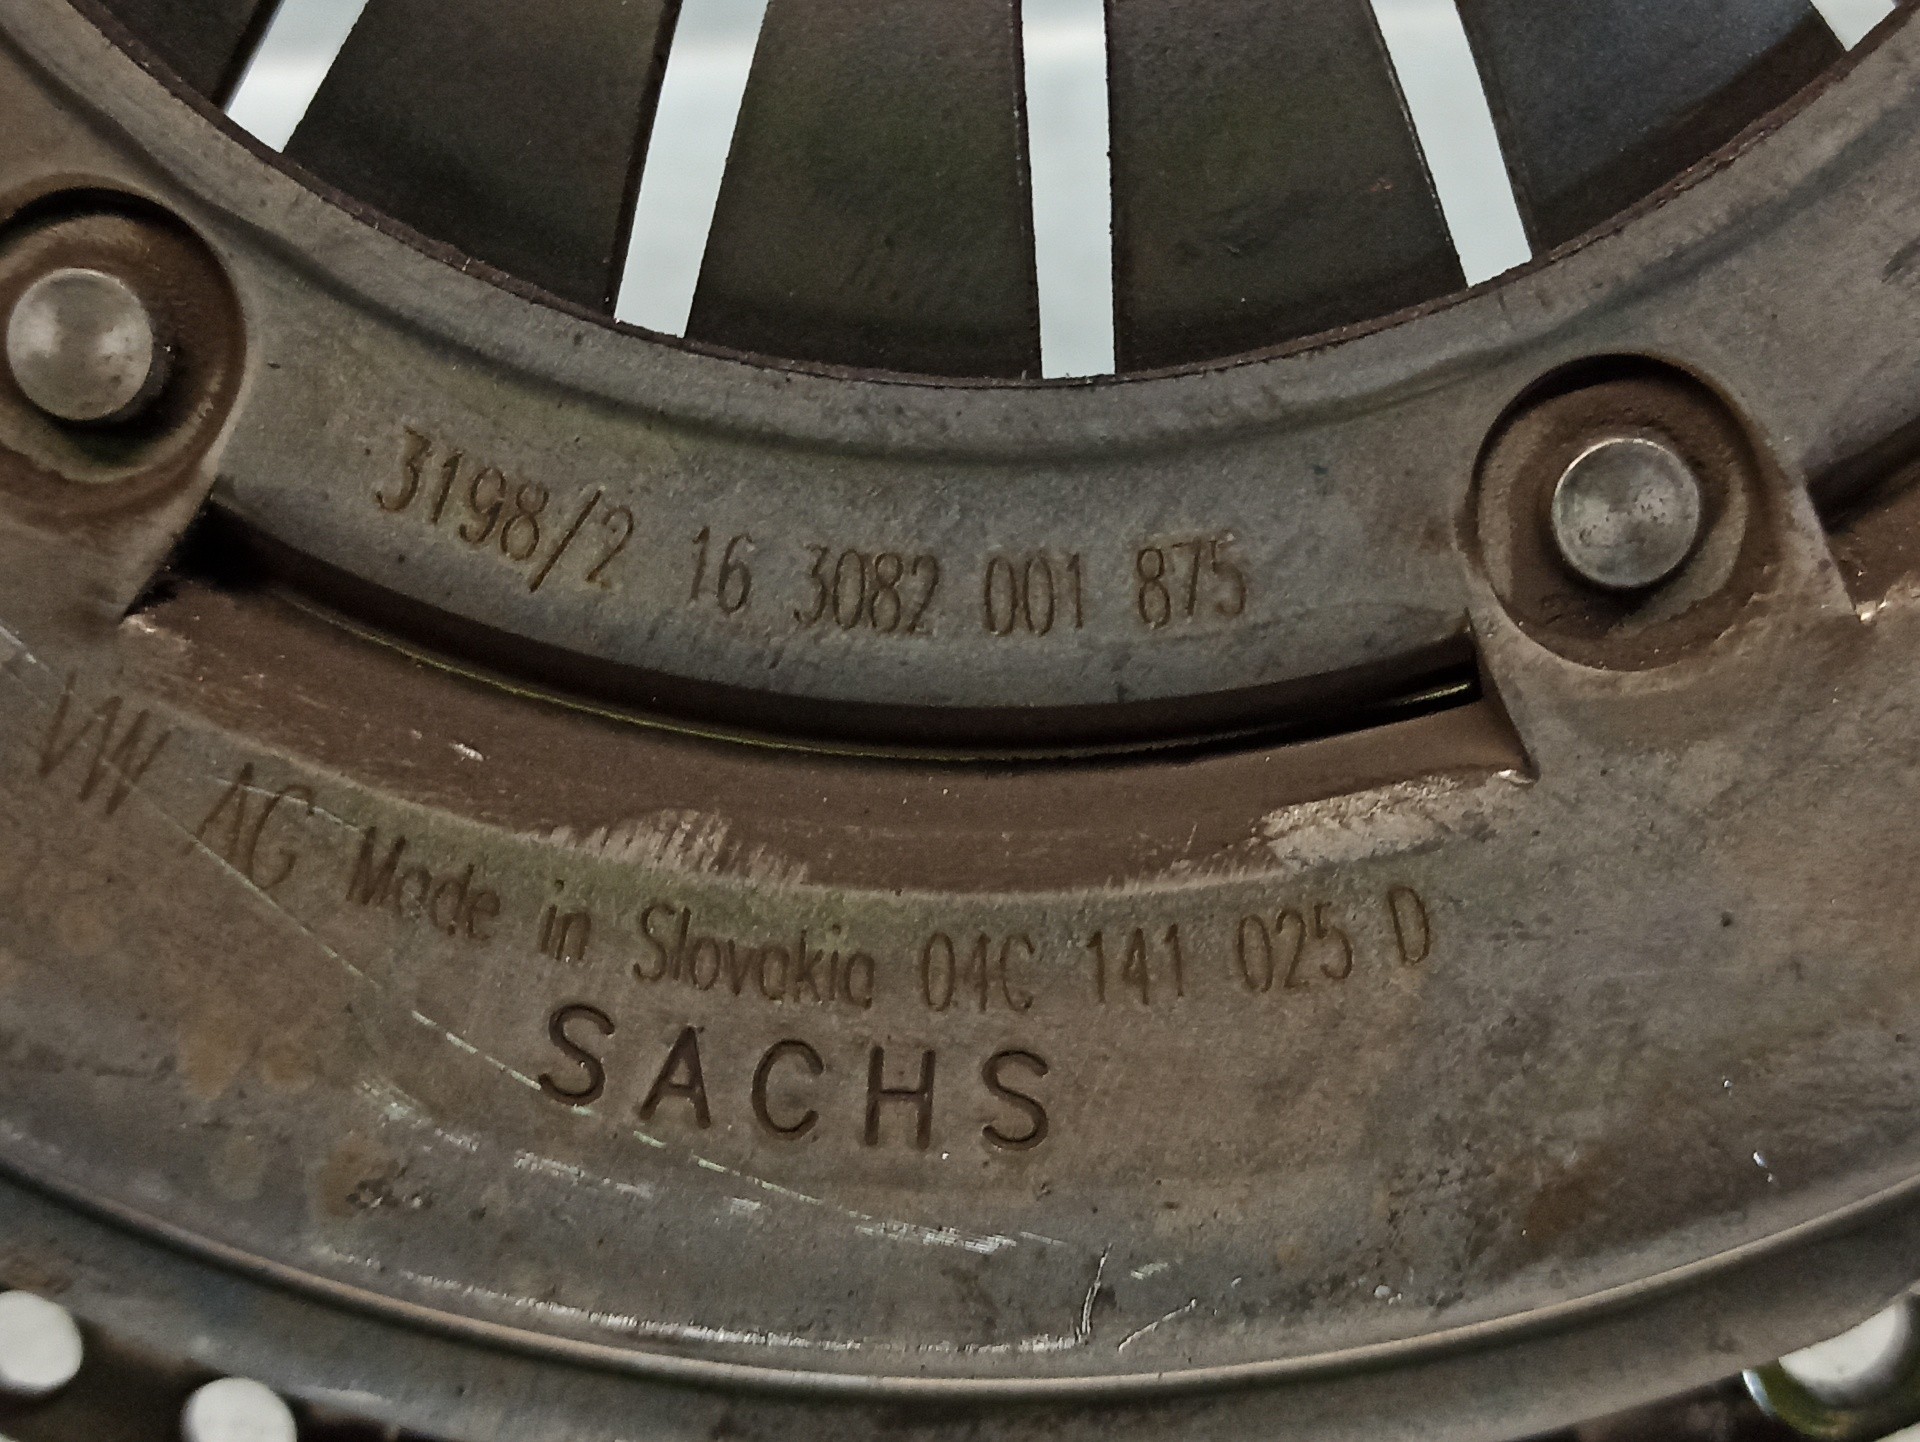 3198/2 16 3082 001 875
VW AG Made in Slovakia 04C 141 025 D
SACHS